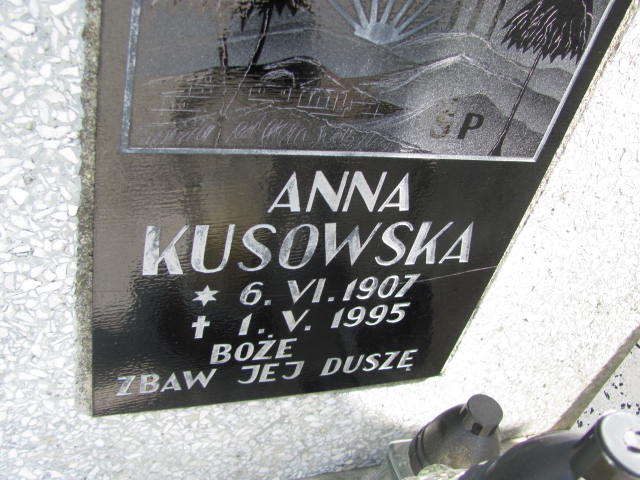 ŚP
ANNA
KUSOWSKA
* 6. VI. 1907
✝ 1. V. 1995
BOŻE
ZBAW JEJ DUSZĘ